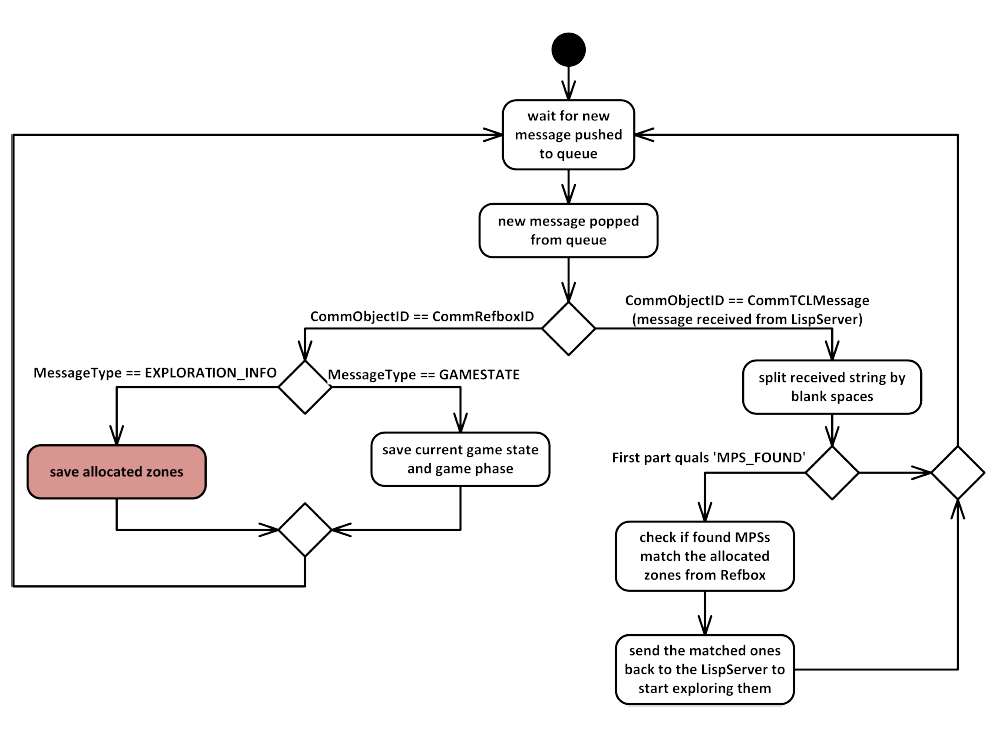 wait for new
message pushed
to queue
new message popped
from queue
CommObjectID == CommTCLMessage
(message received from LispServer)
CommObjectID == CommRefboxID
MessageType == EXPLORATION_INFO
MessageType == GAMESTATE
split received string by
blank spaces
save allocated zones
save current game state
and game phase
First part quals 'MPS_FOUND'
check if found MPSs
match the allocated
zones from Refbox
send the matched ones
back to the LispServer to
start exploring them